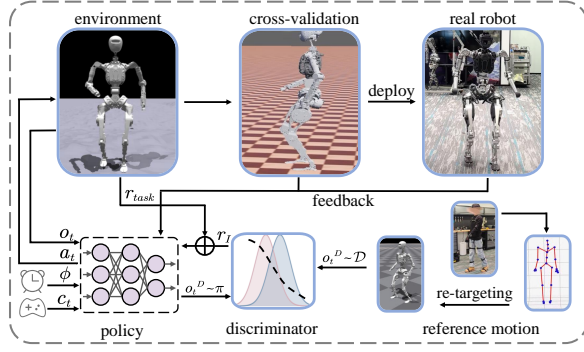 environment
cross-validation
real robot
deploy
feedback
r_task
o_t
a_t
ϕ
c_t
r_I
o_t^D~π
o_t^D~𝒟
re-targeting
policy
discriminator
reference motion